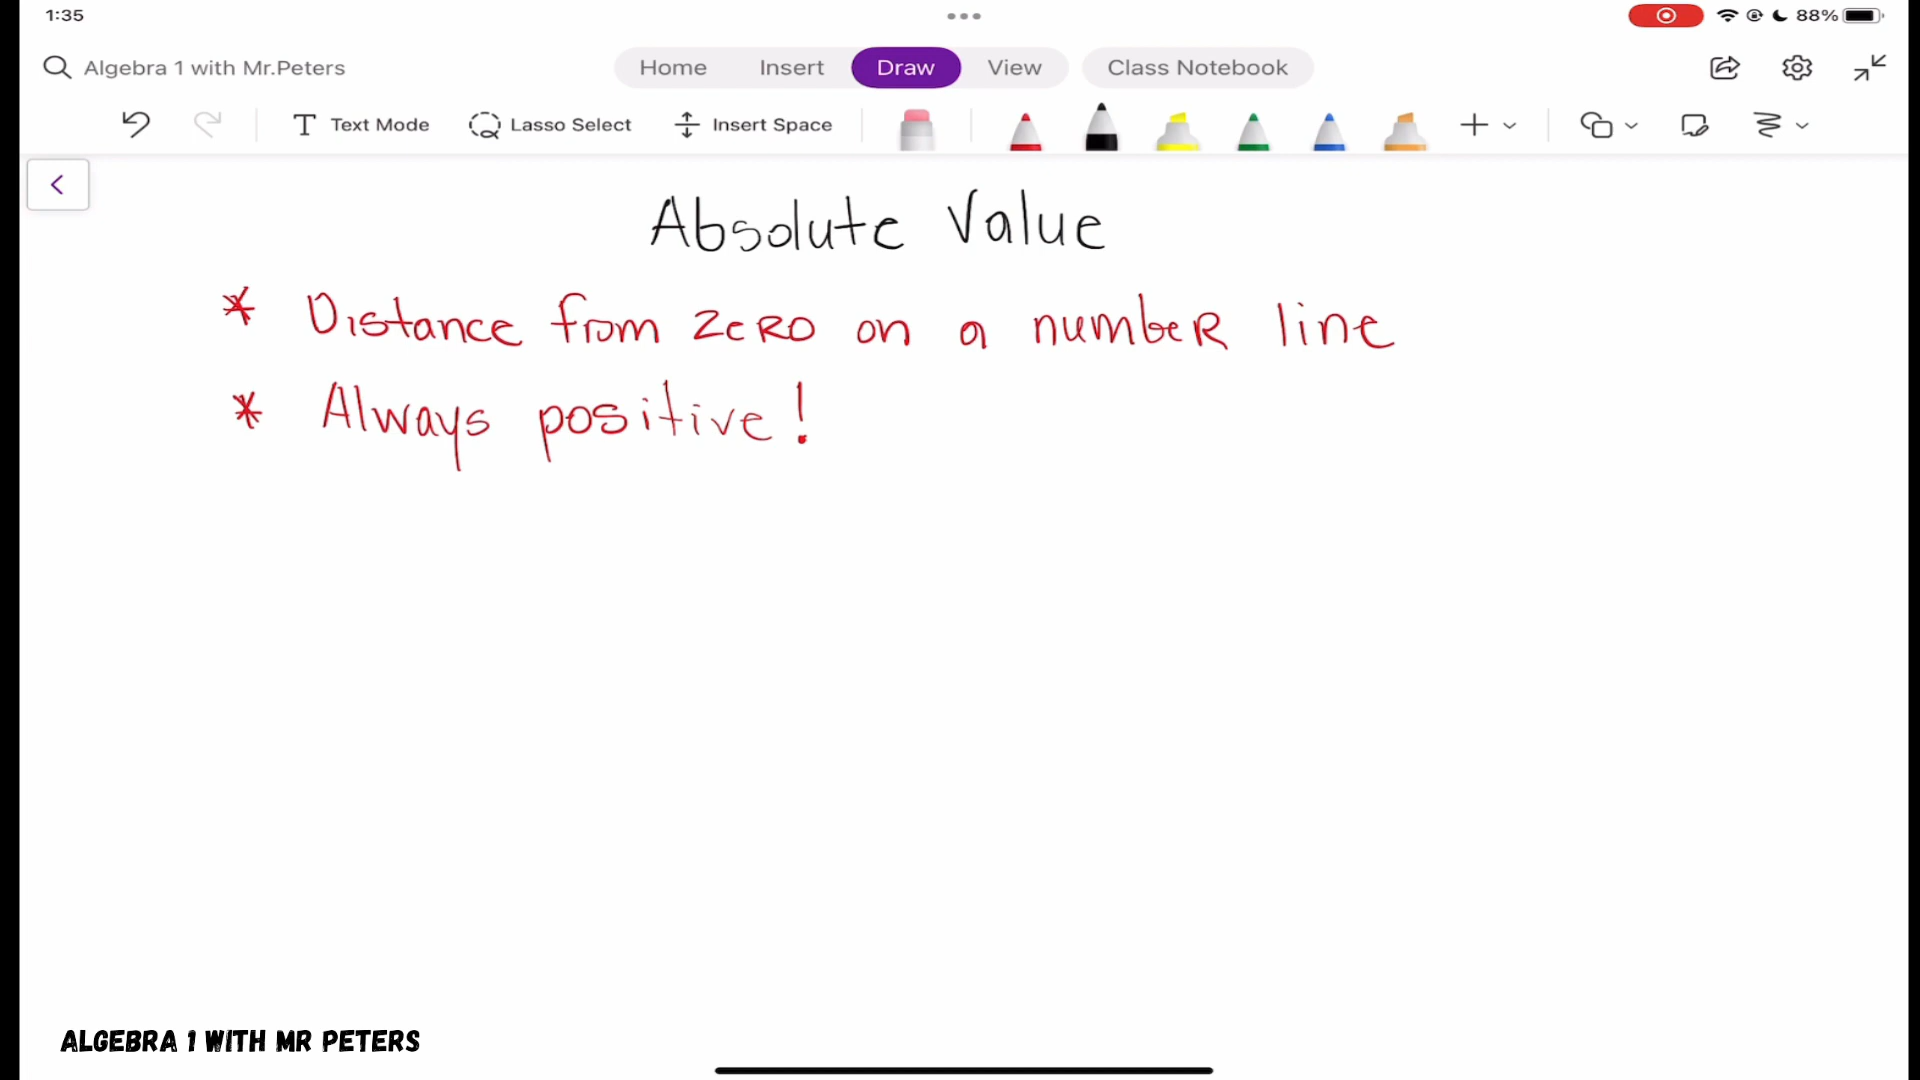 1:35
88%
Algebra 1 with Mr.Peters
Home Insert Draw View Class Notebook
Text Mode Lasso Select Insert Space
Absolute Value
* Distance from zero on a number line
* Always positive!
ALGEBRA 1 WITH MR PETERS